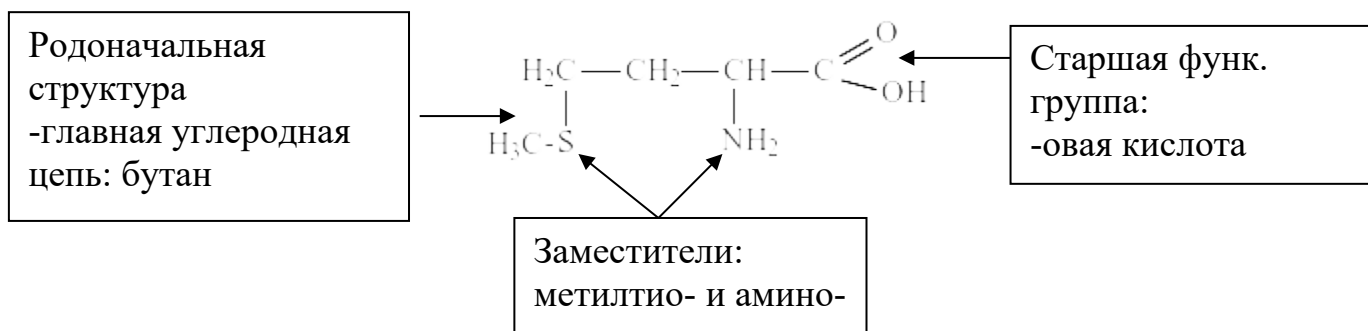 Родоначальная
структура
-главная углеродная
цепь: бутан
H₂C—CH₂—CH—C
O
OH
H₃C-S
NH₂
Старшая функ.
группа:
-овая кислота
Заместители:
метилтио- и амино-